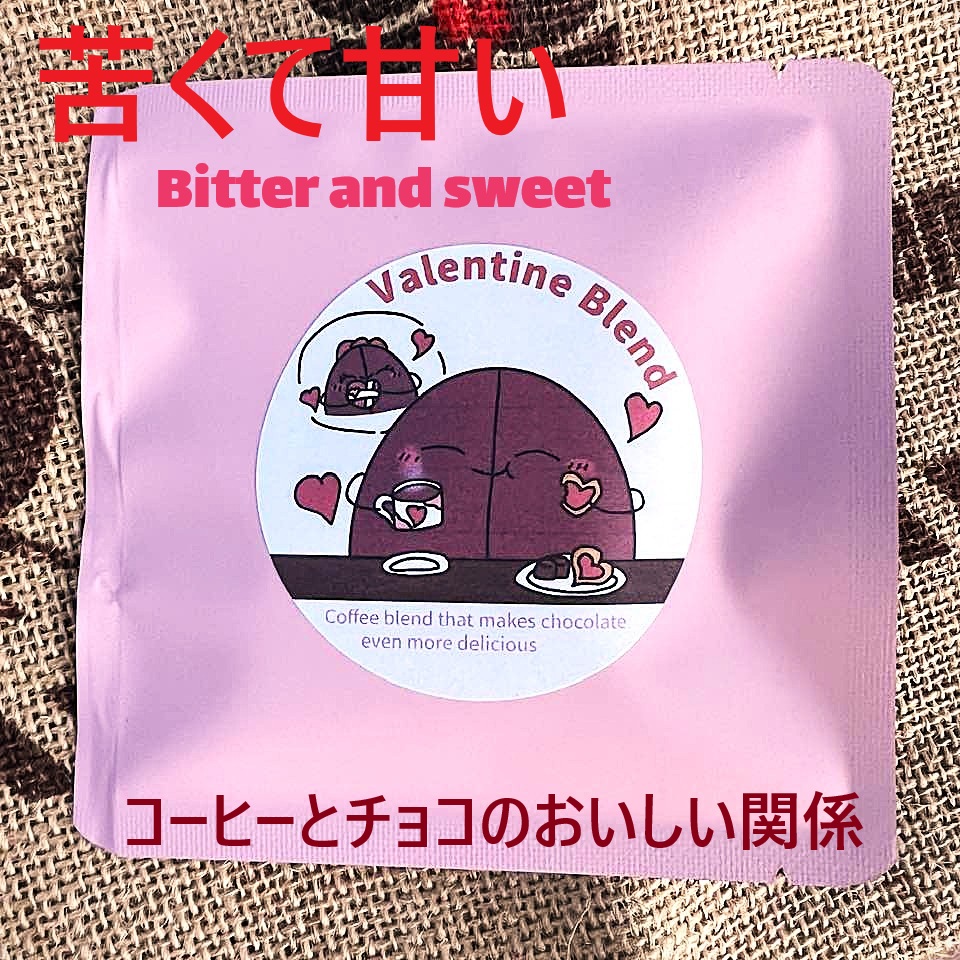 苦くて甘い
Bitter and sweet
Valentine Blend
Coffee blend that makes chocolate
even more delicious
コーヒーとチョコのおいしい関係